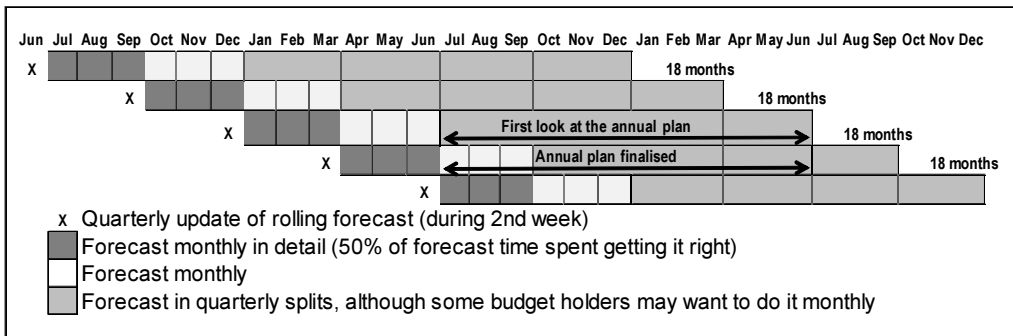 Jun Jul Aug Sep Oct Nov Dec Jan Feb Mar Apr May Jun Jul Aug Sep Oct Nov Dec Jan Feb Mar Apr May Jun Jul Aug Sep Oct Nov Dec
x 18 months
x 18 months
x First look at the annual plan 18 months
x Annual plan finalised 18 months
x
x Quarterly update of rolling forecast (during 2nd week)
Forecast monthly in detail (50% of forecast time spent getting it right)
Forecast monthly
Forecast in quarterly splits, although some budget holders may want to do it monthly